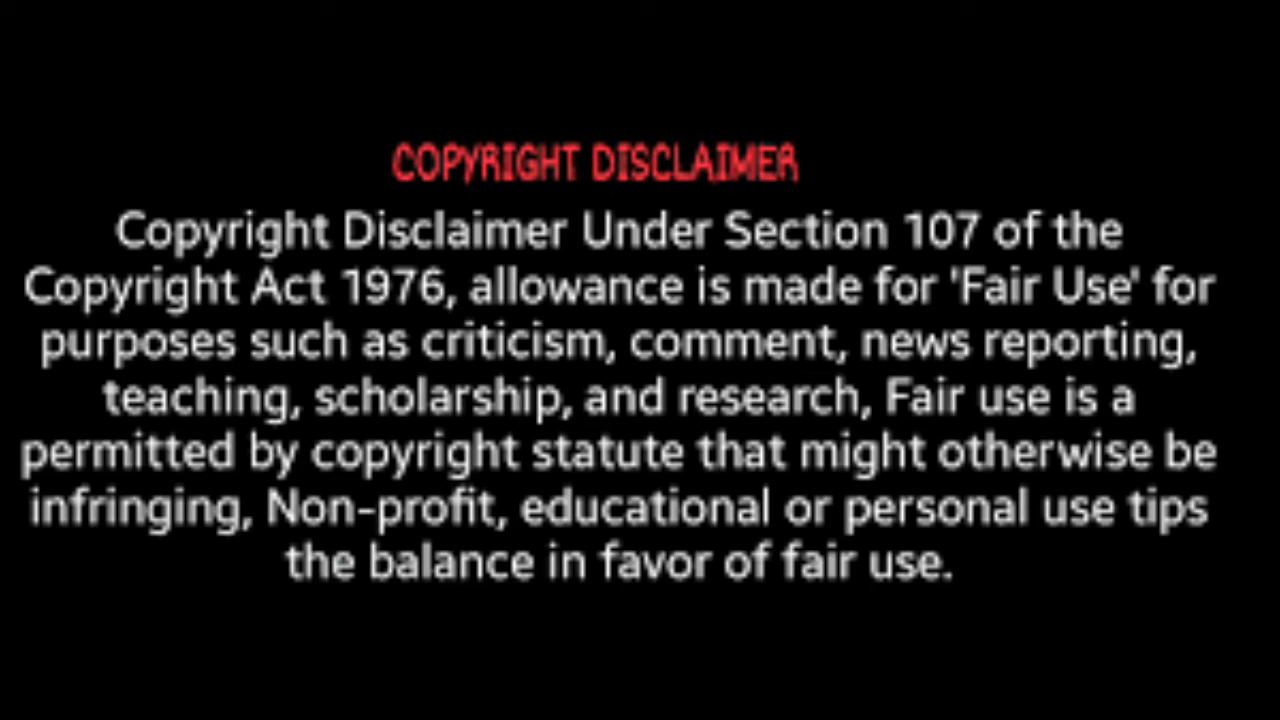 COPYRIGHT DISCLAIMER
Copyright Disclaimer Under Section 107 of the
Copyright Act 1976, allowance is made for 'Fair Use' for
purposes such as criticism, comment, news reporting,
teaching, scholarship, and research, Fair use is a
permitted by copyright statute that might otherwise be
infringing, Non-profit, educational or personal use tips
the balance in favor of fair use.